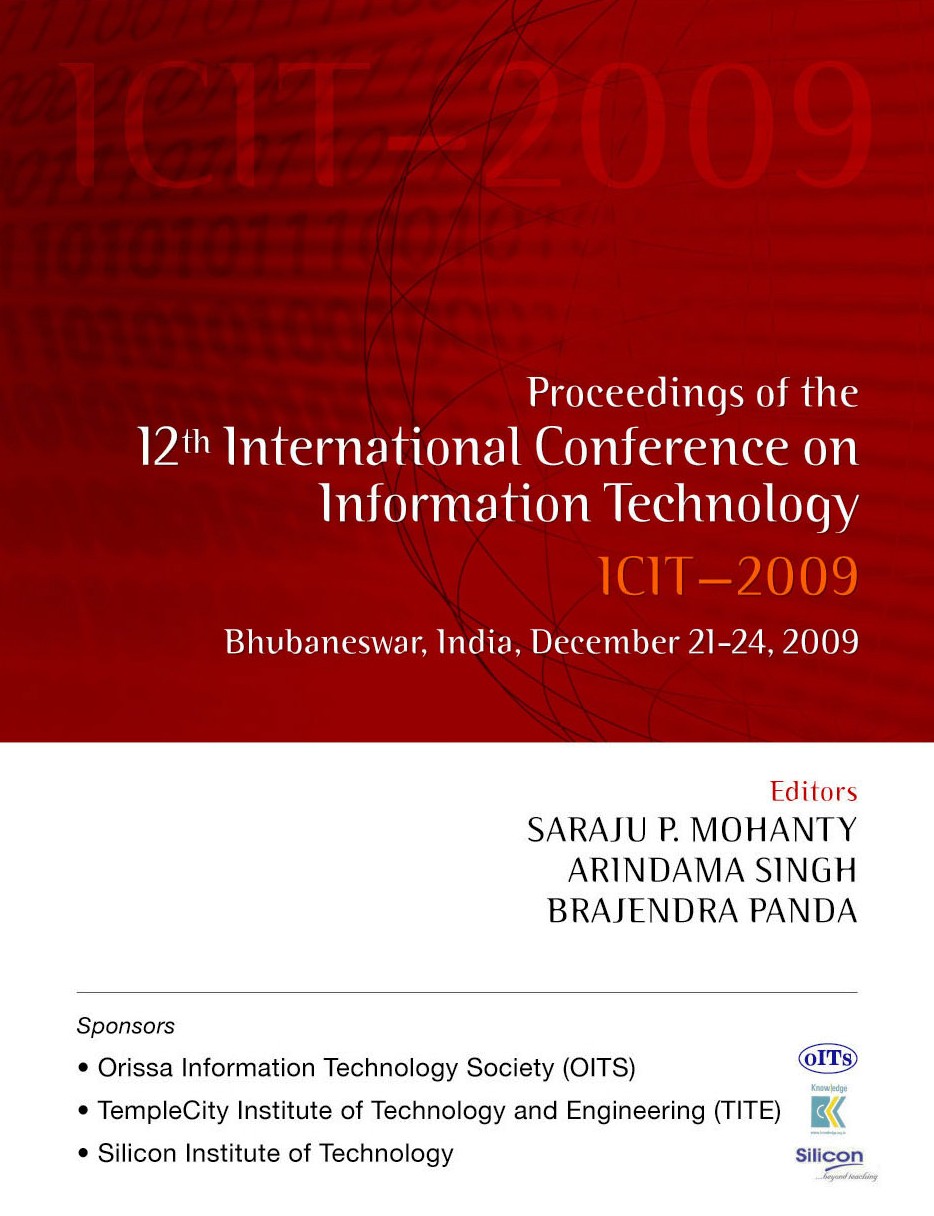 ICIT–2009
1101010111001010
Proceedings of the
12th International Conference on
Information Technology
ICIT–2009
Bhubaneswar, India, December 21-24, 2009
Editors
SARAJU P. MOHANTY
ARINDAMA SINGH
BRAJENDRA PANDA
Sponsors
• Orissa Information Technology Society (OITS)
oITs
• TempleCity Institute of Technology and Engineering (TITE)
Knowledge
CK
• Silicon Institute of Technology
Silicon
...beyond teaching